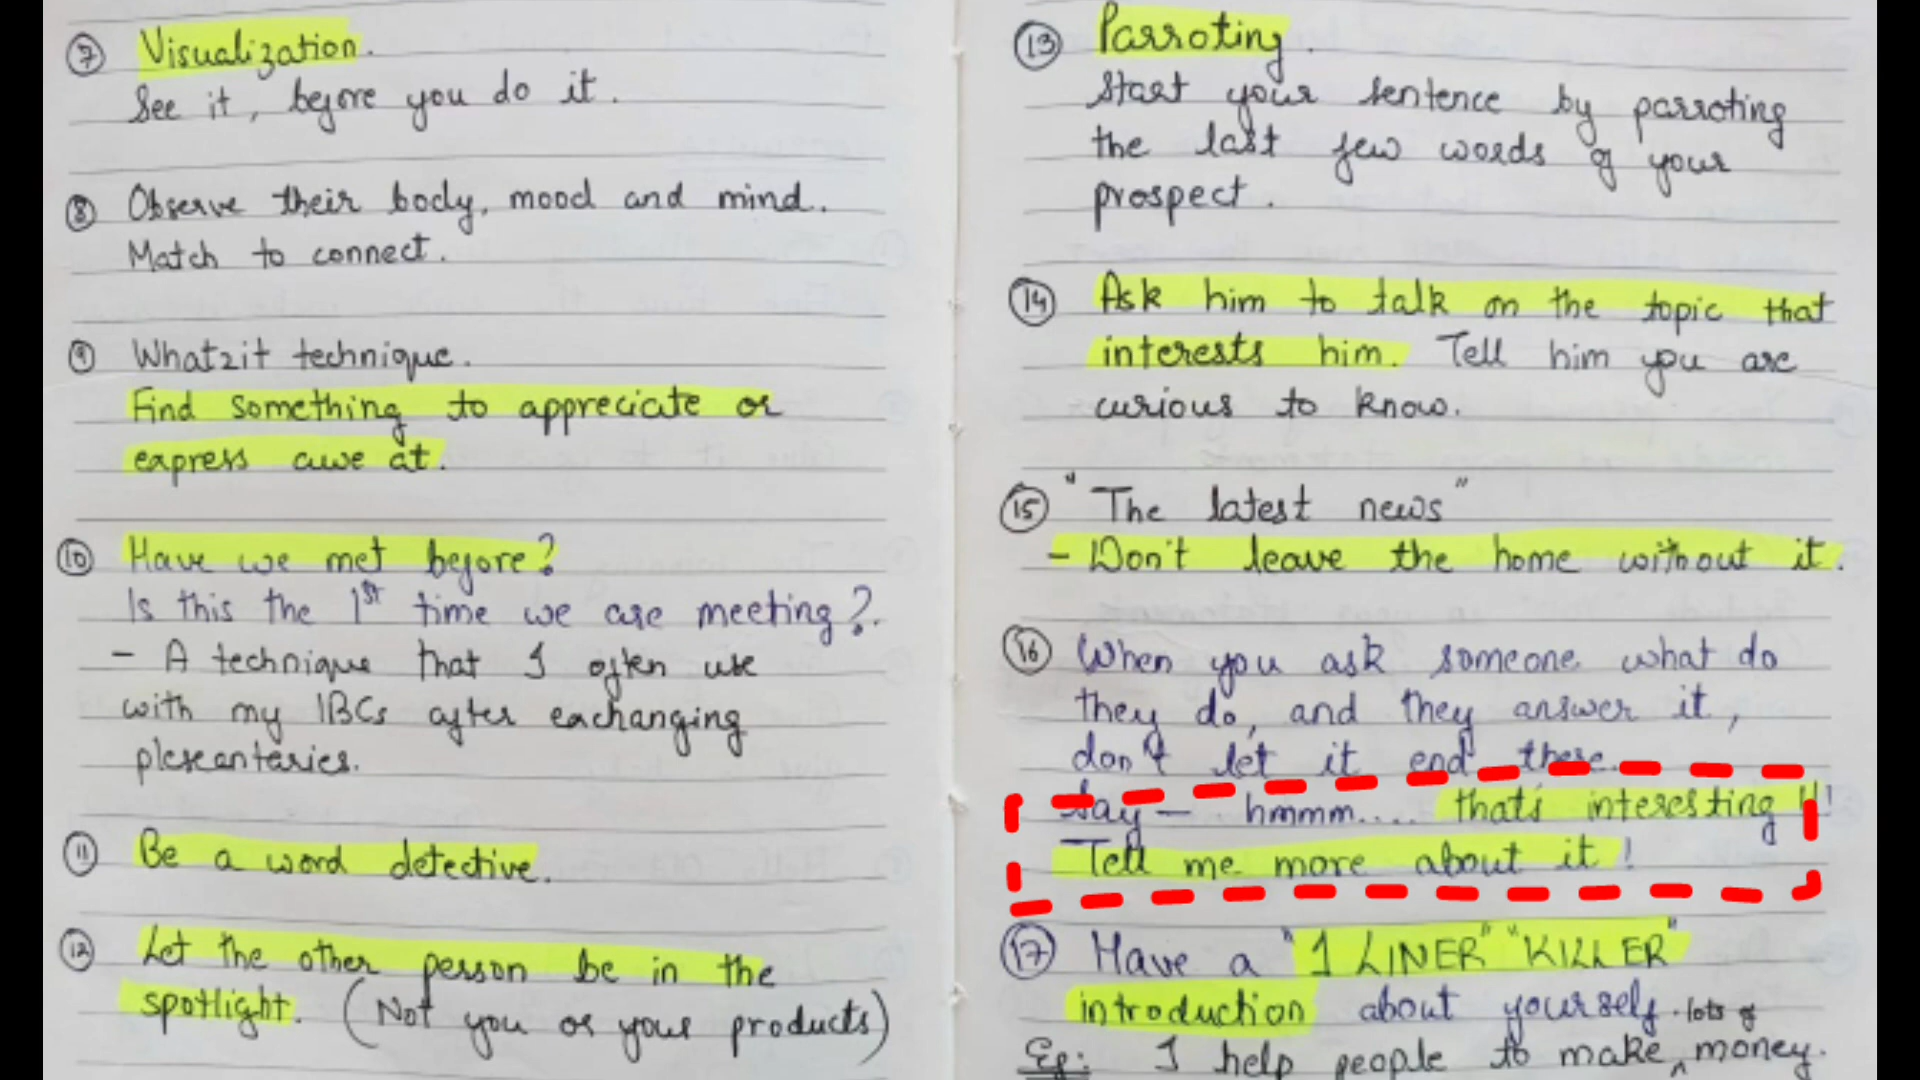 ⑦ Visualization.
See it, before you do it.
⑧ Observe their body, mood and mind.
Match to connect.
⑨ Whatzit technique.
Find something to appreciate or
express awe at.
⑩ Have we met before?
Is this the 1st time we are meeting?.
- A technique that I often use
with my IBCs after exchanging
plesenteries.
⑪ Be a word detective.
⑫ Let the other person be in the
spotlight. (Not you or your products)
⑬ Parroting.
Start your sentence by parroting
the last few words of your
prospect.
⑭ Ask him to talk on the topic that
interests him. Tell him you are
curious to know.
⑮ "The latest news"
- Don't leave the home without it.
⑯ When you ask someone what do
they do, and they answer it,
don't let it end there.
Say - hmmm.... that's interesting!!!
Tell me more about it!
⑰ Have a "1 LINER" "KILLER"
introduction about yourself.
Eg: I help people to make ^ lots of money.